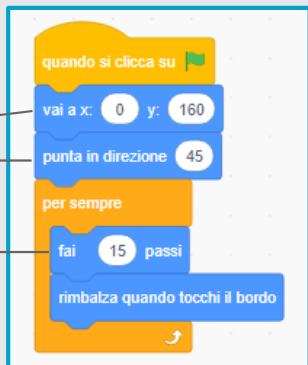 quando si clicca su
vai a x: 0 y: 160
punta in direzione 45
per sempre
fai 15 passi
rimbalza quando tocchi il bordo